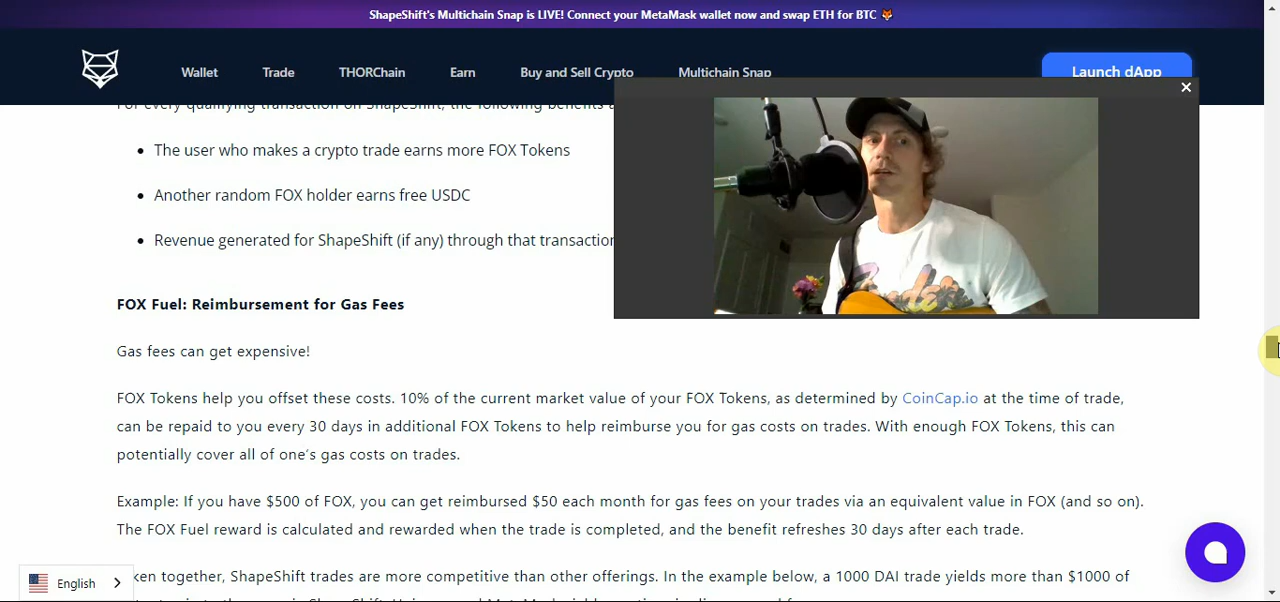 ShapeShift's Multichain Snap is LIVE! Connect your MetaMask wallet now and swap ETH for BTC 🦊
Wallet Trade THORChain Earn Buy and Sell Crypto Multichain Snap Launch dApp
For every qualifying transaction on ShapeShift, the following benefits
• The user who makes a crypto trade earns more FOX Tokens
• Another random FOX holder earns free USDC
• Revenue generated for ShapeShift (if any) through that transaction
FOX Fuel: Reimbursement for Gas Fees
Gas fees can get expensive!
FOX Tokens help you offset these costs. 10% of the current market value of your FOX Tokens, as determined by CoinCap.io at the time of trade,
can be repaid to you every 30 days in additional FOX Tokens to help reimburse you for gas costs on trades. With enough FOX Tokens, this can
potentially cover all of one's gas costs on trades.
Example: If you have $500 of FOX, you can get reimbursed $50 each month for gas fees on your trades via an equivalent value in FOX (and so on).
The FOX Fuel reward is calculated and rewarded when the trade is completed, and the benefit refreshes 30 days after each trade.
ken together, ShapeShift trades are more competitive than other offerings. In the example below, a 1000 DAI trade yields more than $1000 of
English